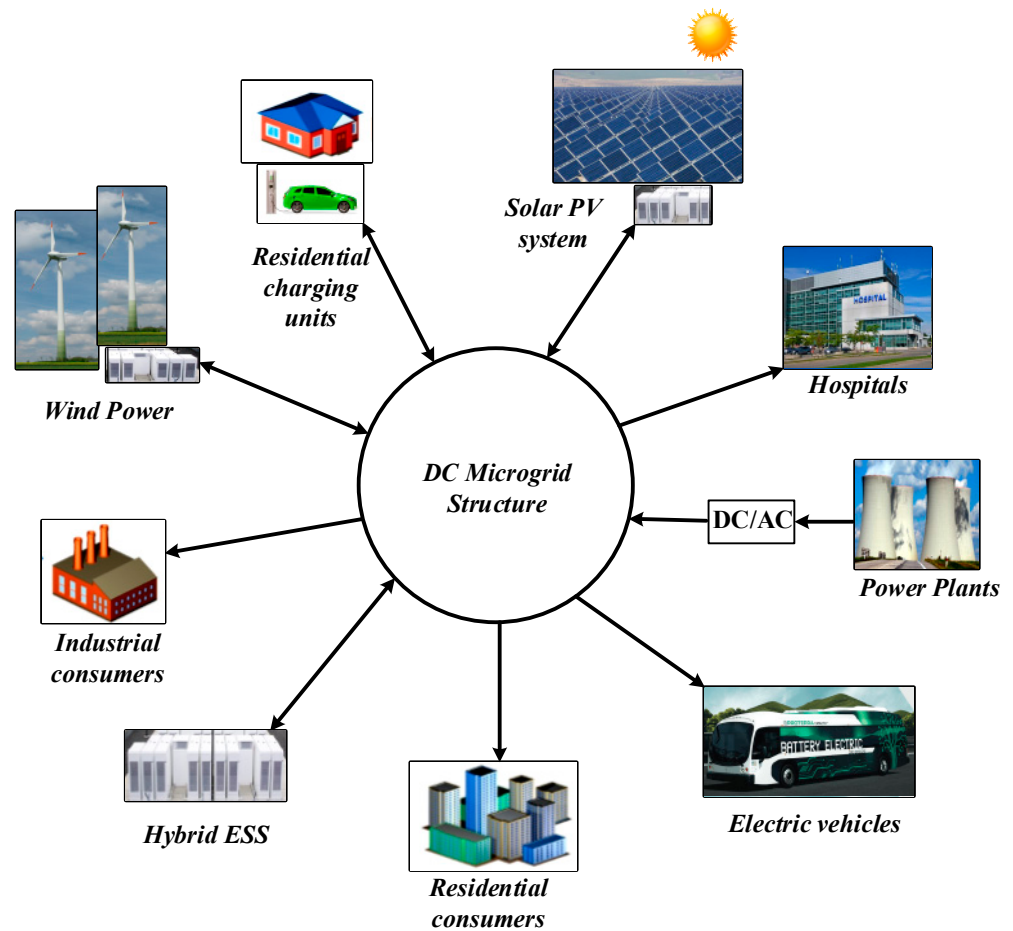 Solar PV
system
Residential
charging
units
HOSPITAL
Hospitals
Wind Power
DC Microgrid
Structure
DC/AC
Power Plants
Industrial
consumers
BATTERY ELECTRIC
Electric vehicles
Hybrid ESS
Residential
consumers